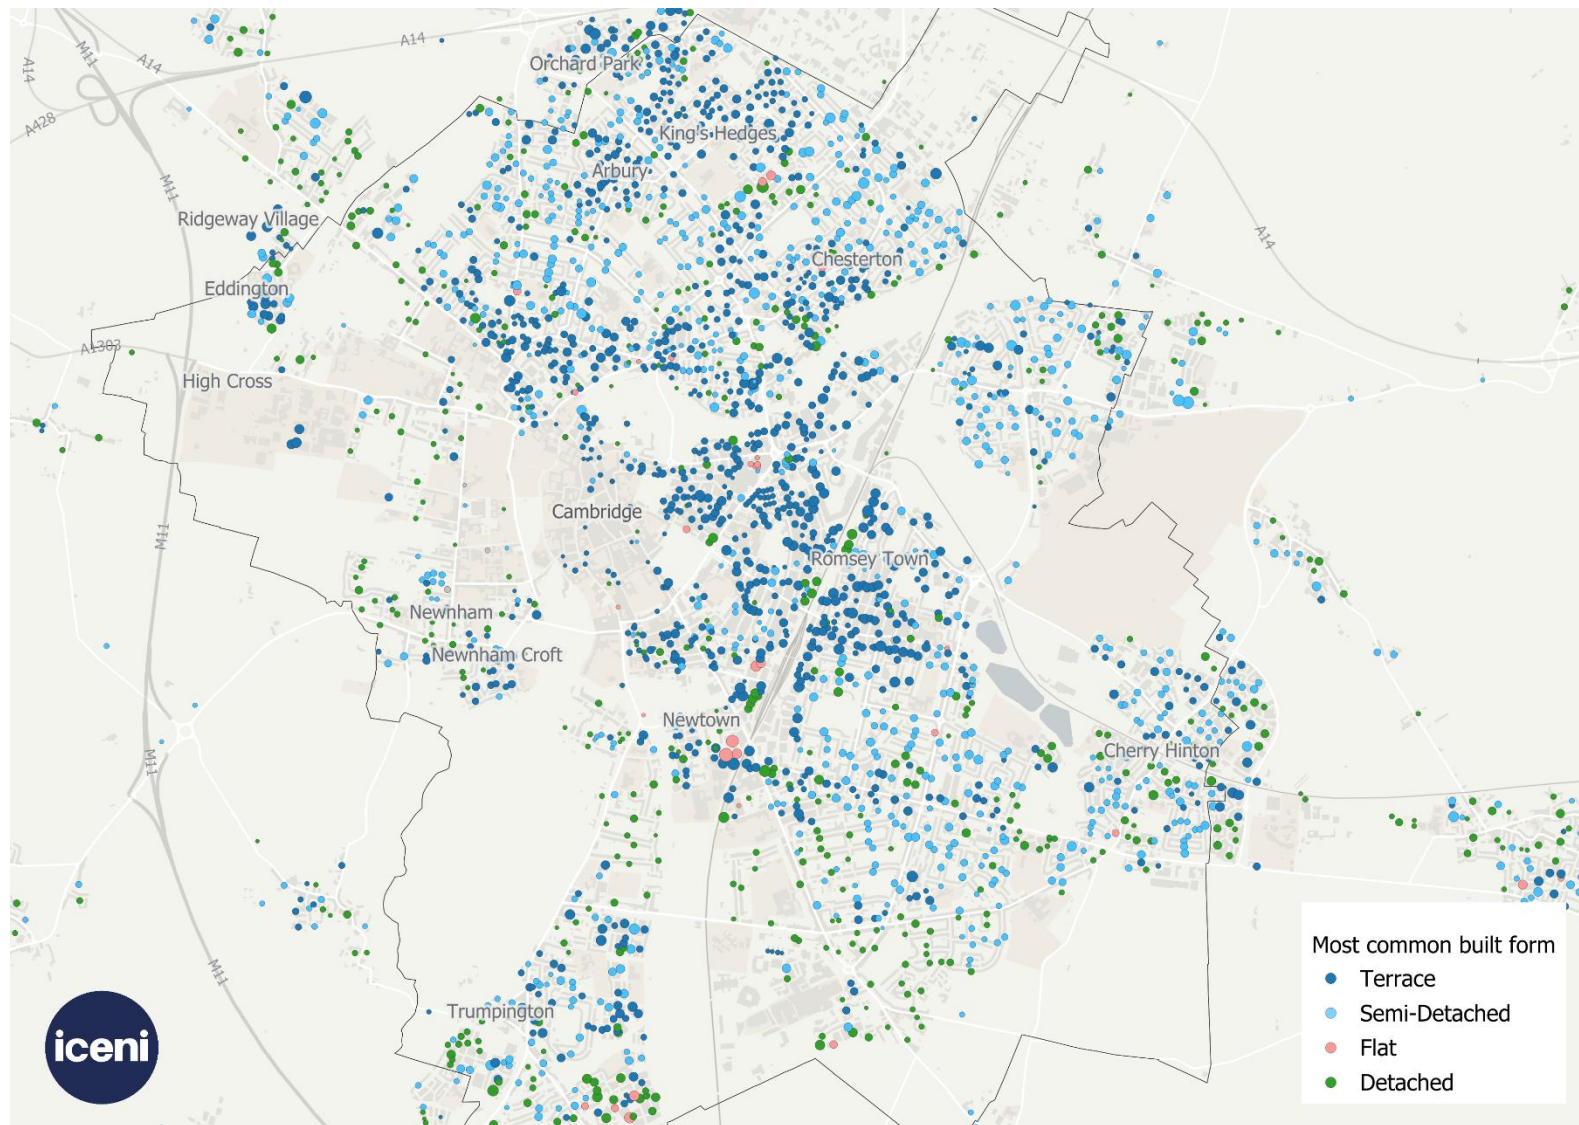 A14
M11
A14
A14
Orchard Park
A428
King's Hedges
Arbury
M11
Ridgeway Village
A14
Chesterton
Eddington
A1303
High Cross
Cambridge
M11
Romsey Town
Newnham
Newnham Croft
Newtown
Cherry Hinton
M11
M11
Trumpington
iceni
Most common built form
Terrace
Semi-Detached
Flat
Detached